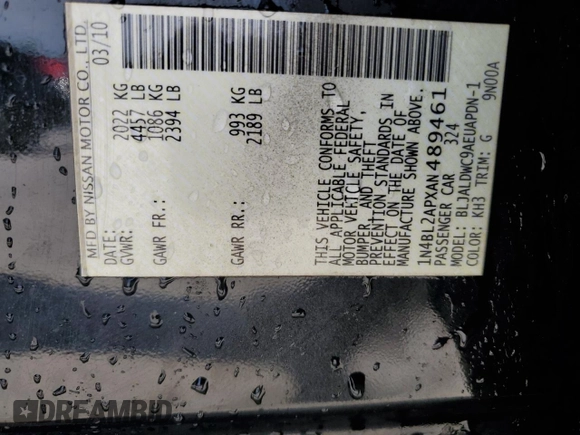 MFD BY NISSAN MOTOR CO., LTD.
DATE: 03/10
GVWR: 2022 KG
4457 LB
GAWR FR: 1086 KG
2394 LB
GAWR RR: 993 KG
2189 LB
THIS VEHICLE CONFORMS TO
ALL APPLICABLE FEDERAL
MOTOR VEHICLE SAFETY,
BUMPER, AND THEFT
PREVENTION STANDARDS IN
EFFECT ON THE DATE OF
MANUFACTURE SHOWN ABOVE.
1N4BL2APXAN489461
PASSENGER CAR 324
MODEL: BLJALDWC9AEUAPDN-1
COLOR: KH3 TRIM: G 9N00A
DREAMBID